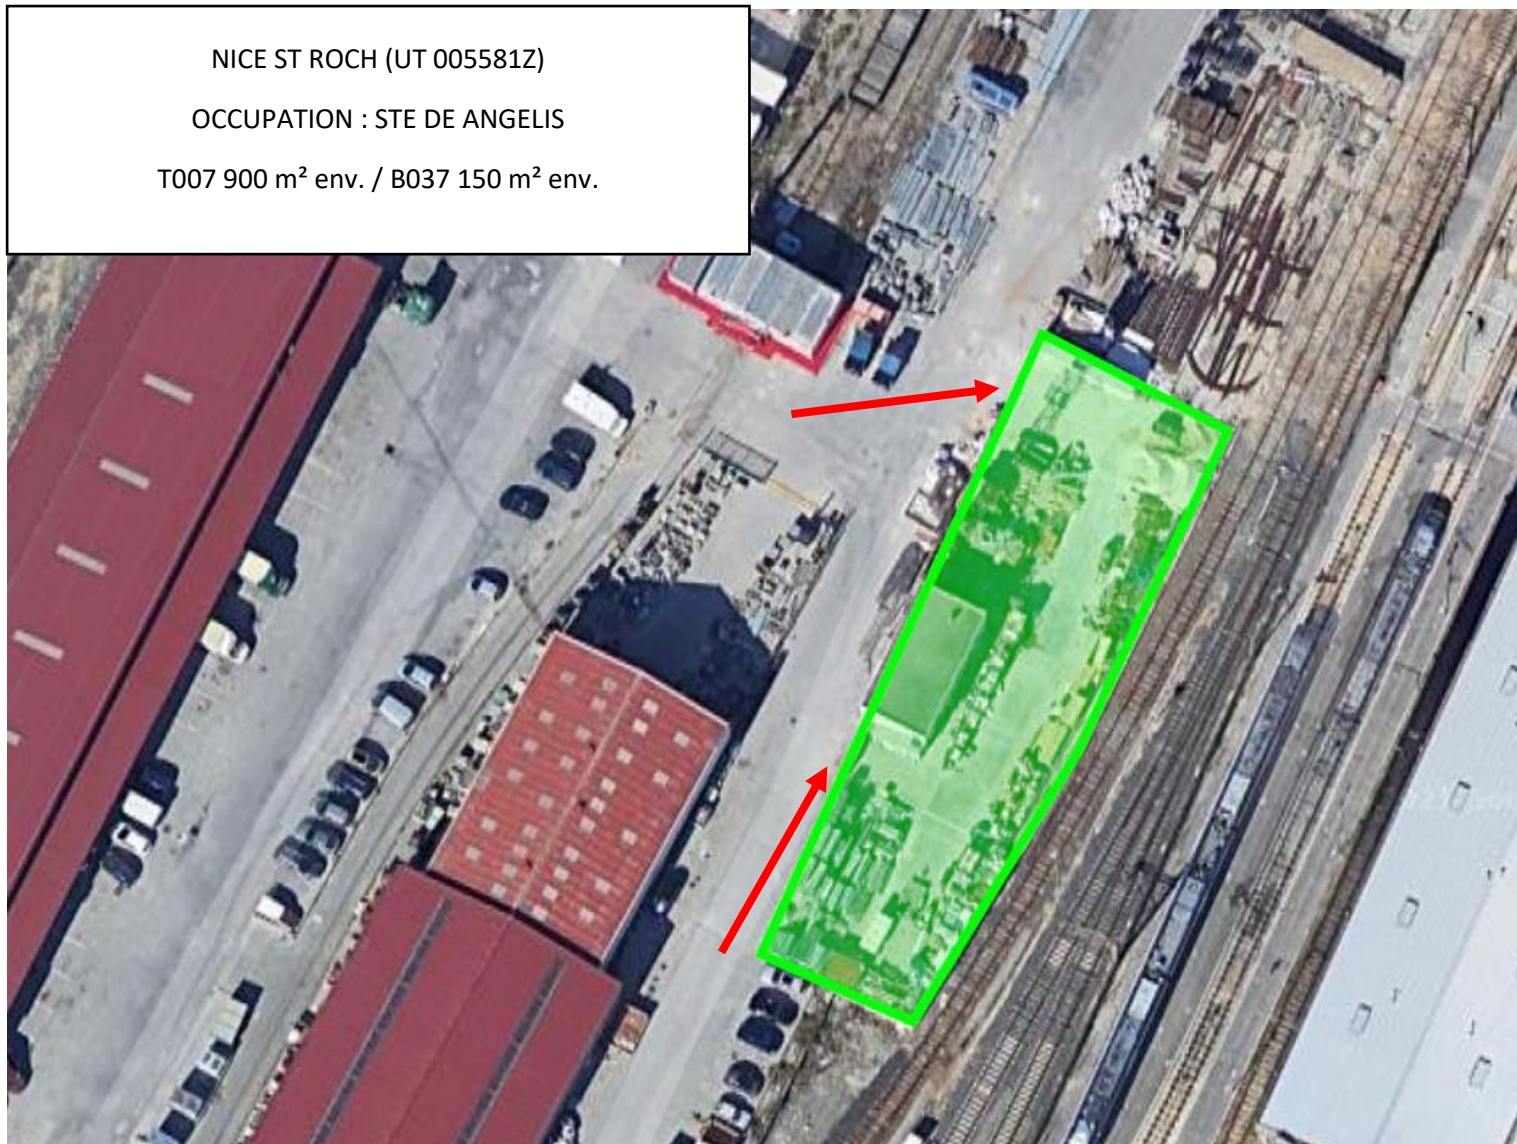 NICE ST ROCH (UT 005581Z)
OCCUPATION : STE DE ANGELIS
T007 900 m² env. / B037 150 m² env.